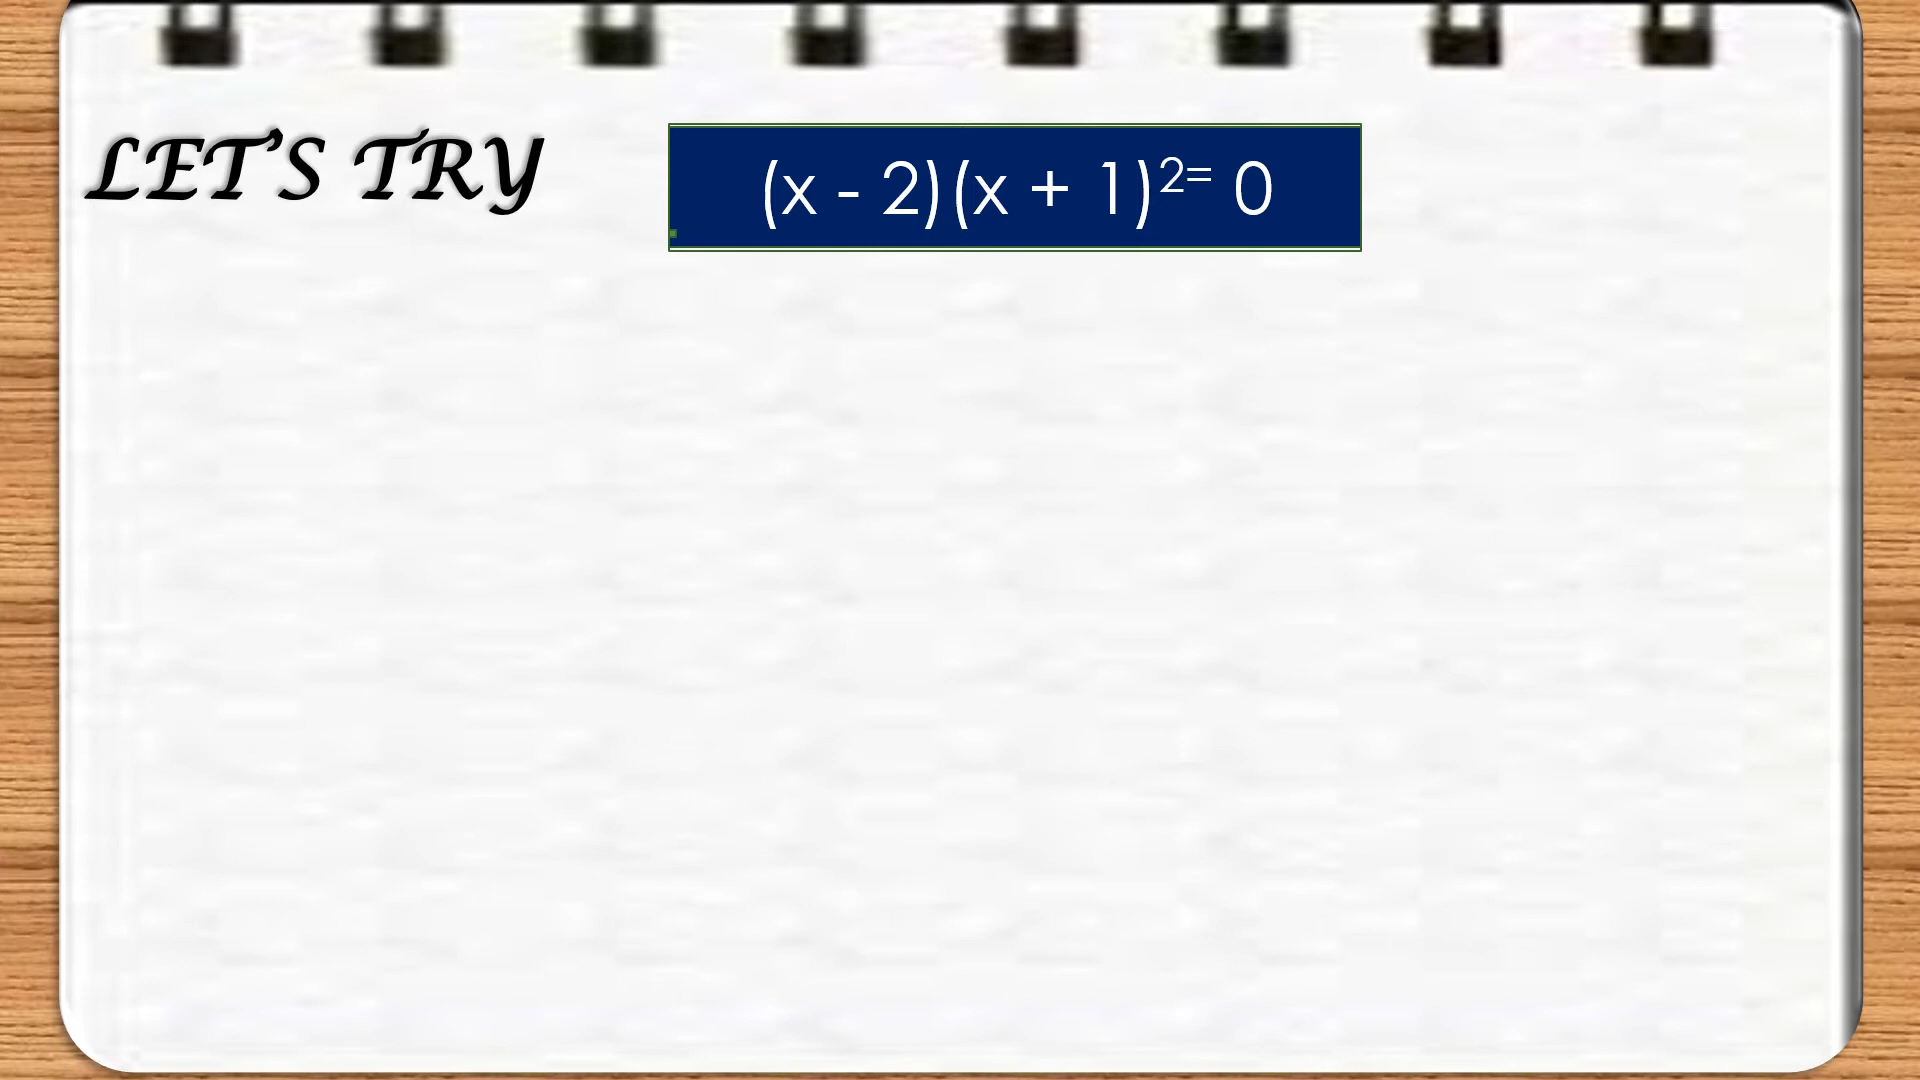 LET'S TRY
(x - 2)(x + 1)²⁼ 0